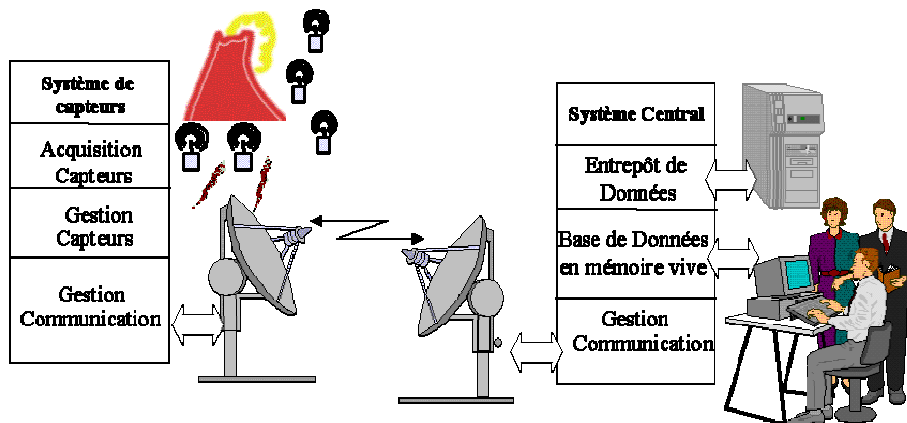 Système de
capteurs
Acquisition
Capteurs
Gestion
Capteurs
Gestion
Communication
Système Central
Entrepôt de
Données
Base de Données
en mémoire vive
Gestion
Communication